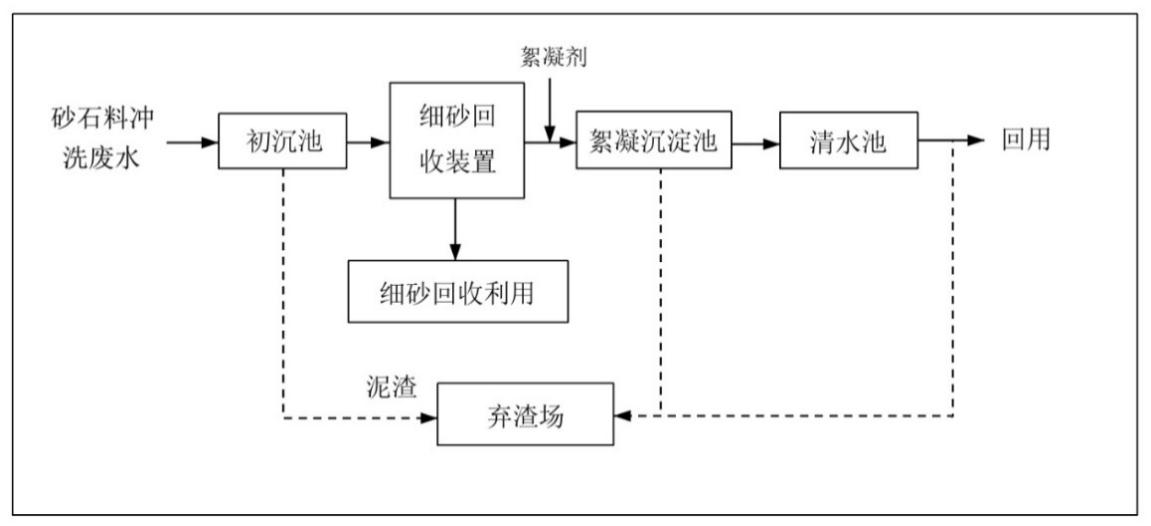 絮凝剂
砂石料冲
洗废水
初沉池
细砂回
收装置
絮凝沉淀池
清水池
回用
细砂回收利用
泥渣
弃渣场